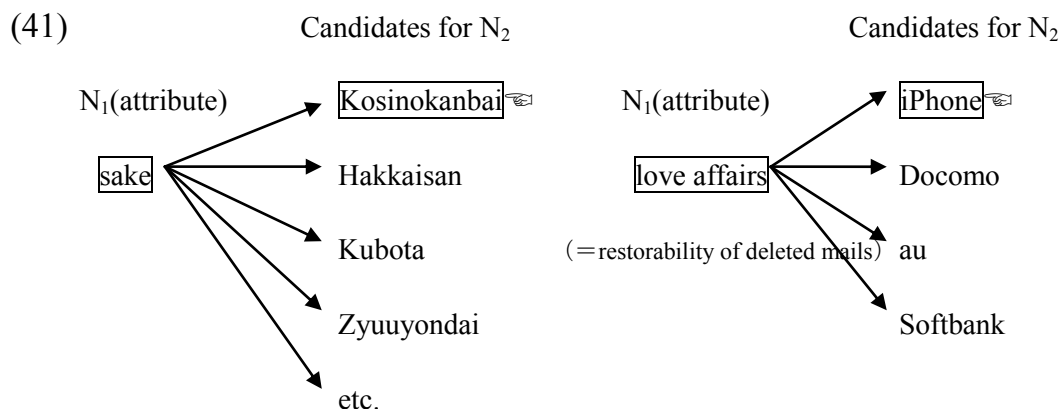 (41) Candidates for N₂ Candidates for N₂
N₁(attribute) Kosinokanbai☜ N₁(attribute) iPhone☜
sake Hakkaisan love affairs Docomo
Kubota (＝restorability of deleted mails) au
Zyuuyondai Softbank
etc.